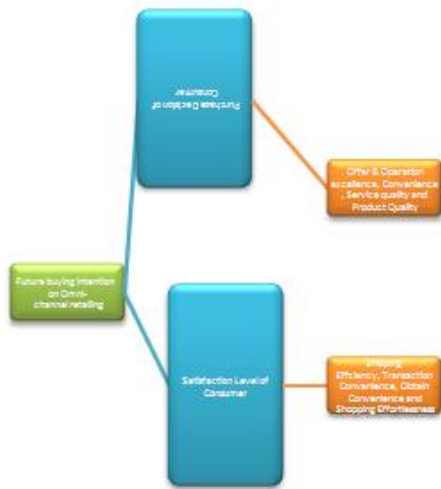 Purchase Decision of
Consumer
Offer & Operation
excellence, Convenience
, Service quality and
Product Quality
Future buying intention
on Omni-
channel retailing
Satisfaction Level of
Consumer
Efficiency, Transaction
Convenience, Obtain
Convenience and
Shopping Effortlessness